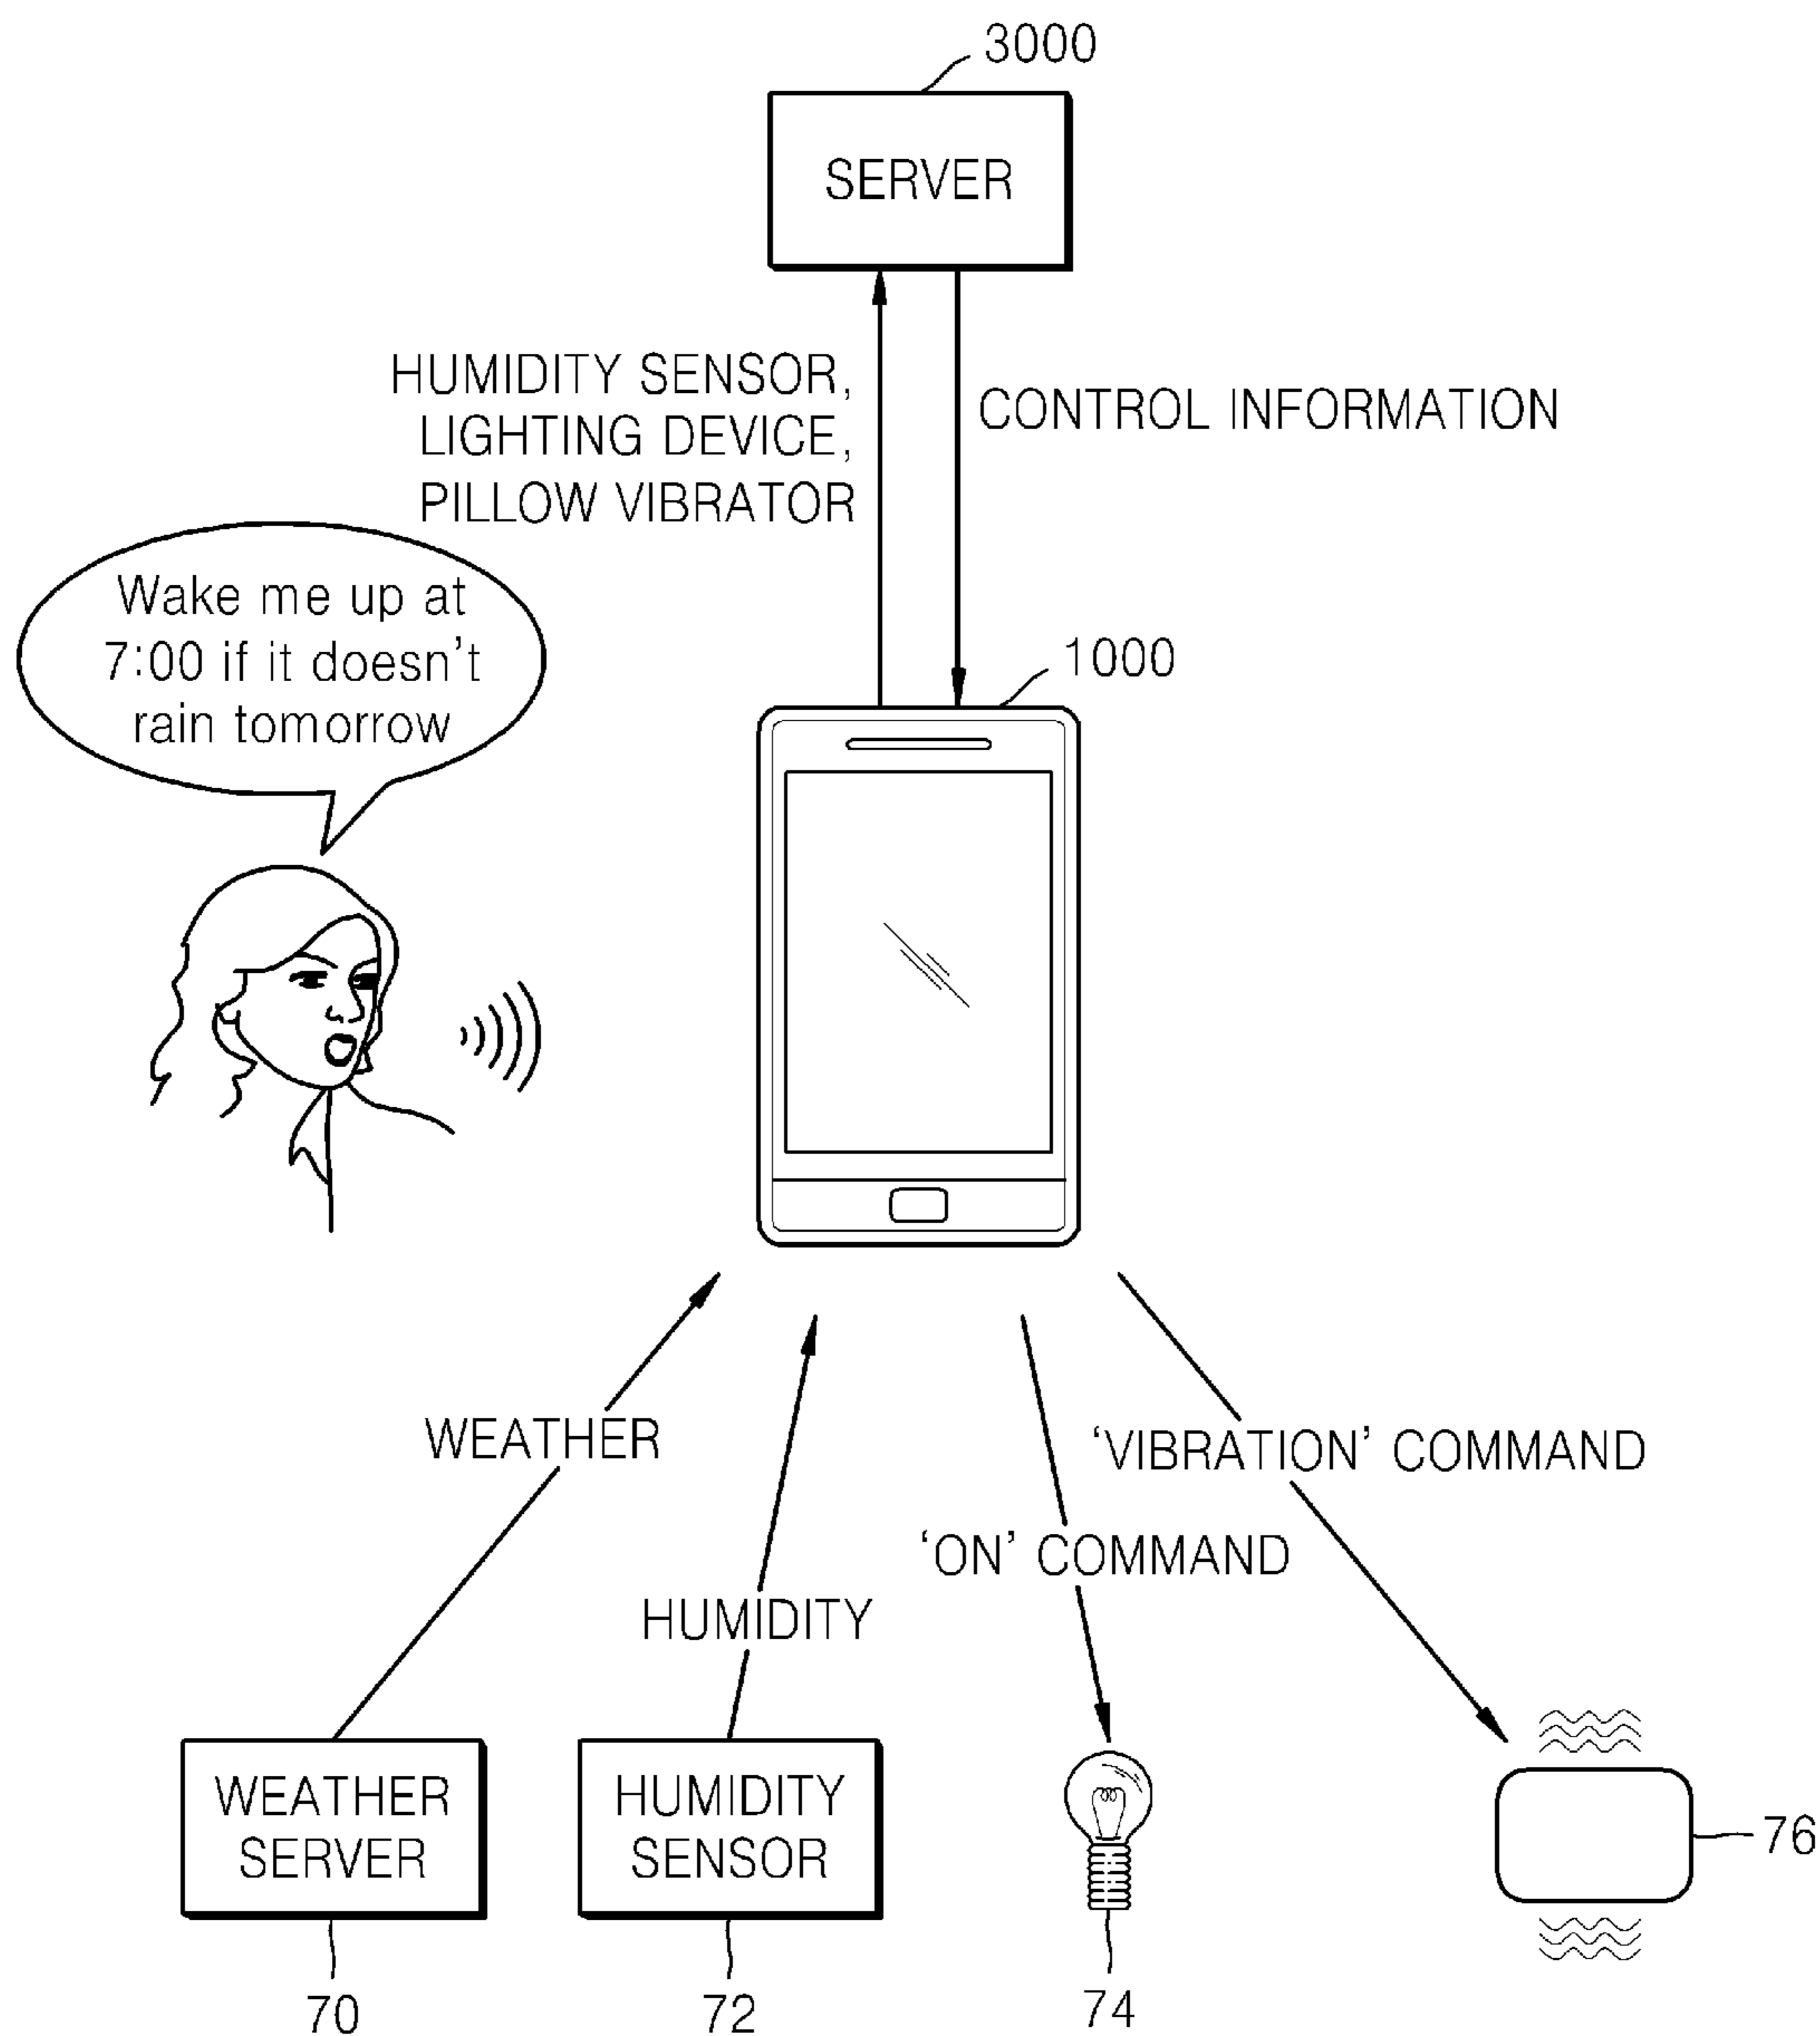 3000
SERVER
HUMIDITY SENSOR,
LIGHTING DEVICE,
PILLOW VIBRATOR
CONTROL INFORMATION
Wake me up at
7:00 if it doesn't
rain tomorrow
1000
WEATHER
'VIBRATION' COMMAND
'ON' COMMAND
HUMIDITY
WEATHER
SERVER
HUMIDITY
SENSOR
76
70
72
74